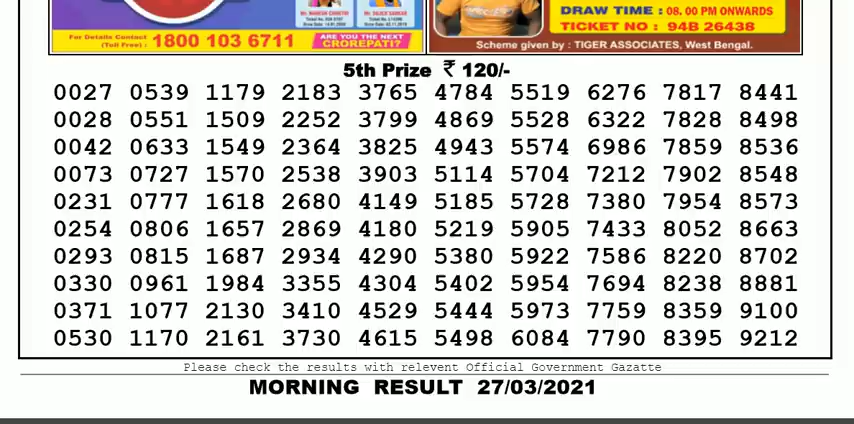 Mr. MAHESH CHHETRI
Mr. RAJEN SARKAR
For Details Contact
(Toll Free) : 1800 103 6711
ARE YOU THE NEXT
CROREPATI?
DRAW TIME : 08. 00 PM ONWARDS
TICKET NO : 94B 26438
Scheme given by : TIGER ASSOCIATES, West Bengal.
5th Prize ₹ 120/-
0027 0539 1179 2183 3765 4784 5519 6276 7817 8441
0028 0551 1509 2252 3799 4869 5528 6322 7828 8498
0042 0633 1549 2364 3825 4943 5574 6986 7859 8536
0073 0727 1570 2538 3903 5114 5704 7212 7902 8548
0231 0777 1618 2680 4149 5185 5728 7380 7954 8573
0254 0806 1657 2869 4180 5219 5905 7433 8052 8663
0293 0815 1687 2934 4290 5380 5922 7586 8220 8702
0330 0961 1984 3355 4304 5402 5954 7694 8238 8881
0371 1077 2130 3410 4529 5444 5973 7759 8359 9100
0530 1170 2161 3730 4615 5498 6084 7790 8395 9212
Please check the results with relevent Official Government Gazatte
MORNING RESULT 27/03/2021